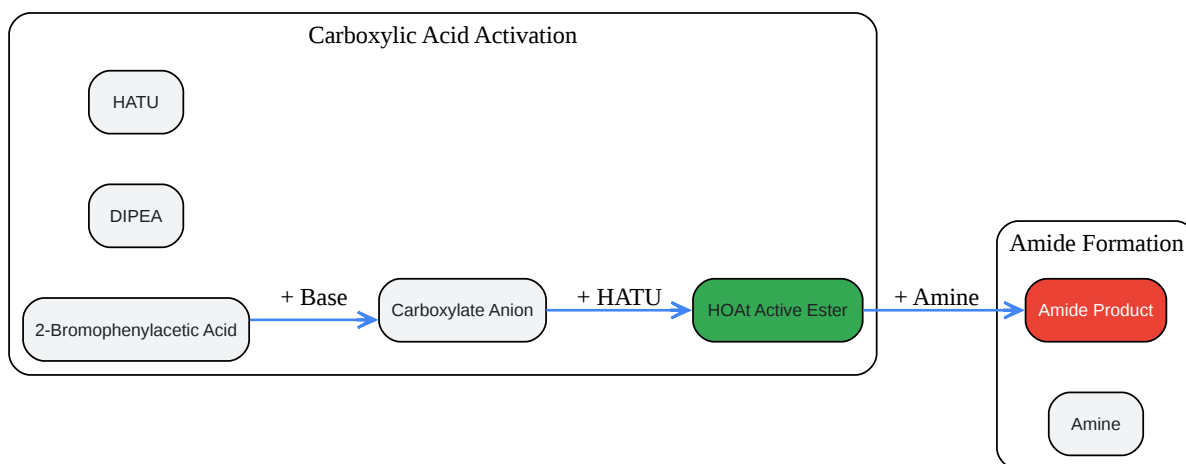 Carboxylic Acid Activation
HATU
DIPEA
2-Bromophenylacetic Acid
+ Base
Carboxylate Anion
+ HATU
HOAt Active Ester
+ Amine
Amide Formation
Amide Product
Amine